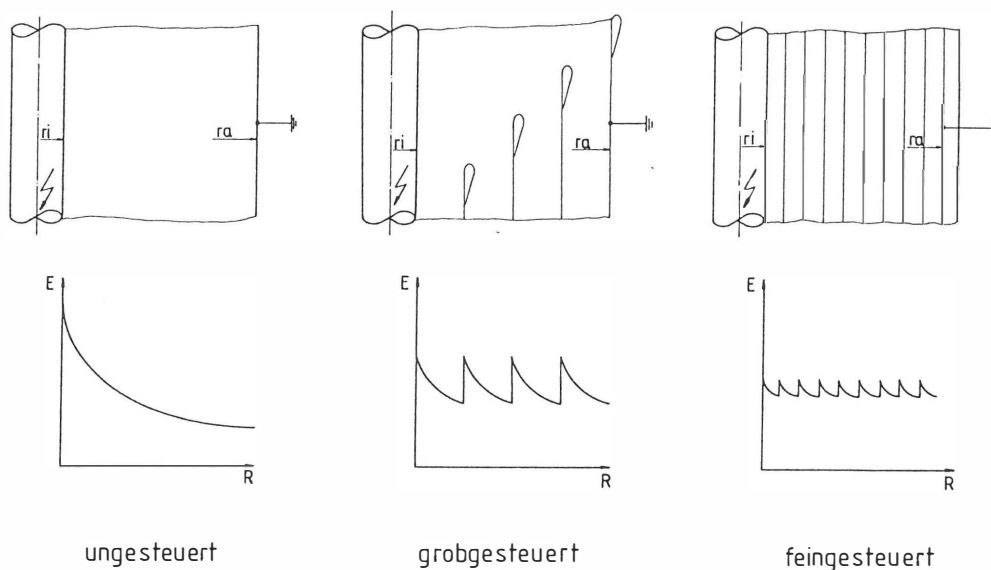 ri
ra
ri
ra
ri
ra
E
R
E
R
E
R
ungesteuert
grobgesteuert
feingesteuert